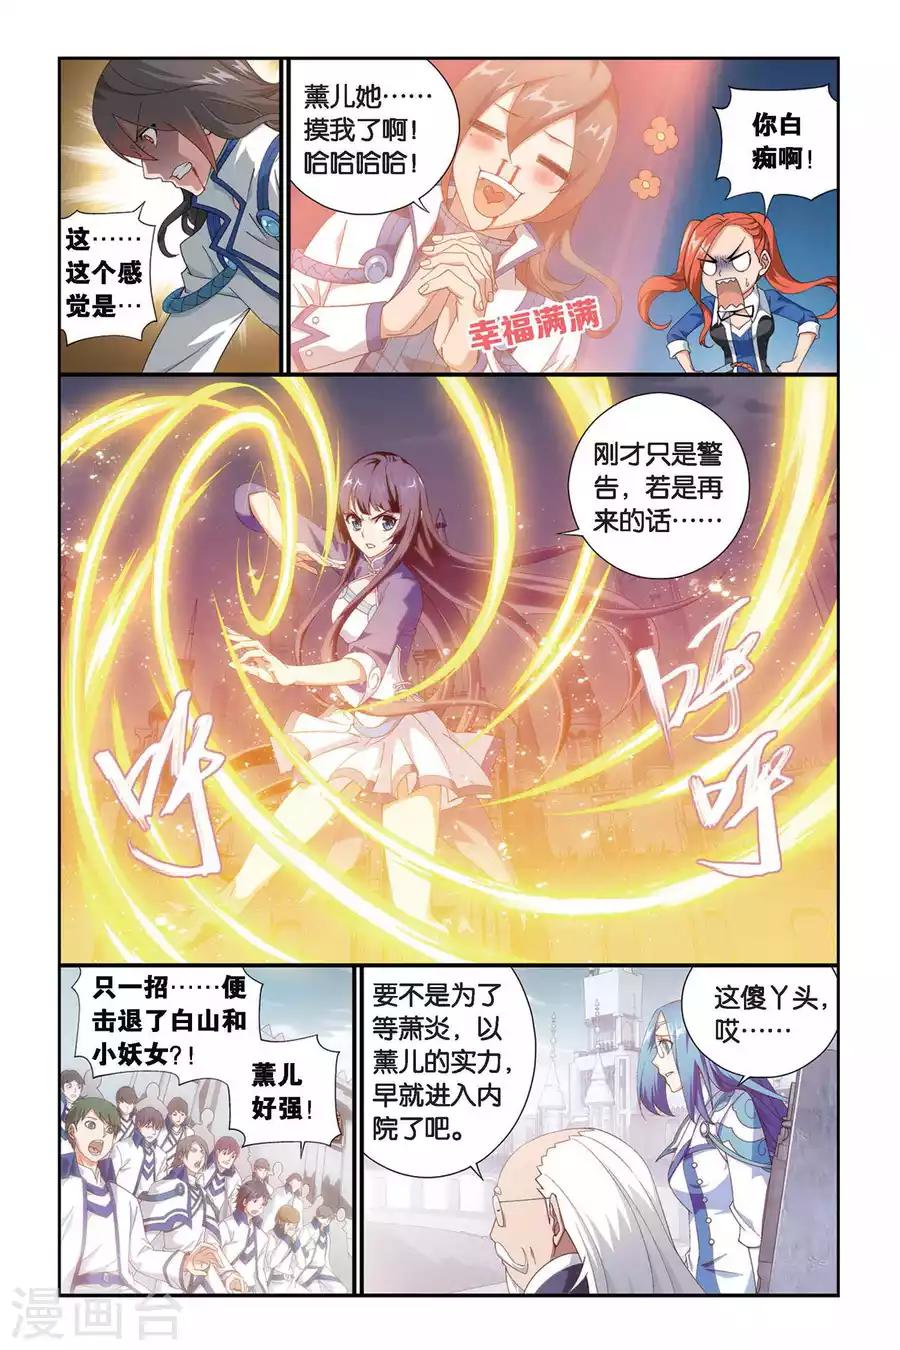 这……
这个感
觉是…
薰儿她……
摸我了啊！
哈哈哈哈！
幸福满满
你白
痴啊！
刚才只是警
告，若是再
来的话……
呼
呼
呼
只一招……便
击退了白山和
小妖女？！
薰儿
好强！
要不是为了
等萧炎，以
薰儿的实力，
早就进入内
院了吧。
这傻丫头，
哎……
漫画台